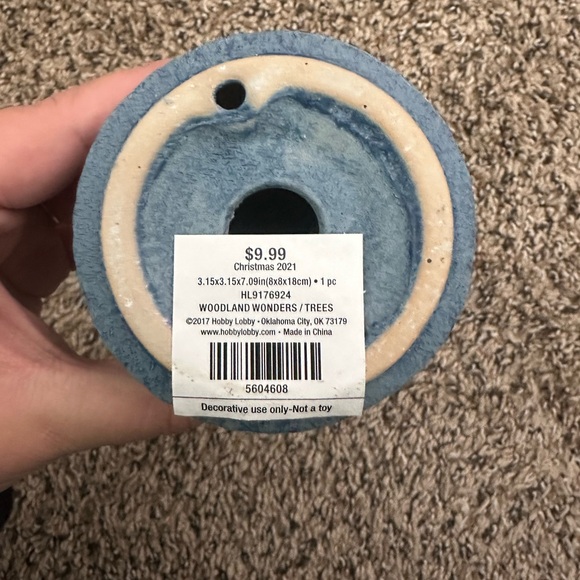 $9.99
Christmas 2021
3.15x3.15x7.09in(8x8x18cm) • 1 pc
HL9176924
WOODLAND WONDERS / TREES
©2017 Hobby Lobby • Oklahoma City, OK 73179
www.hobbylobby.com • Made in China
5604608
Decorative use only-Not a toy